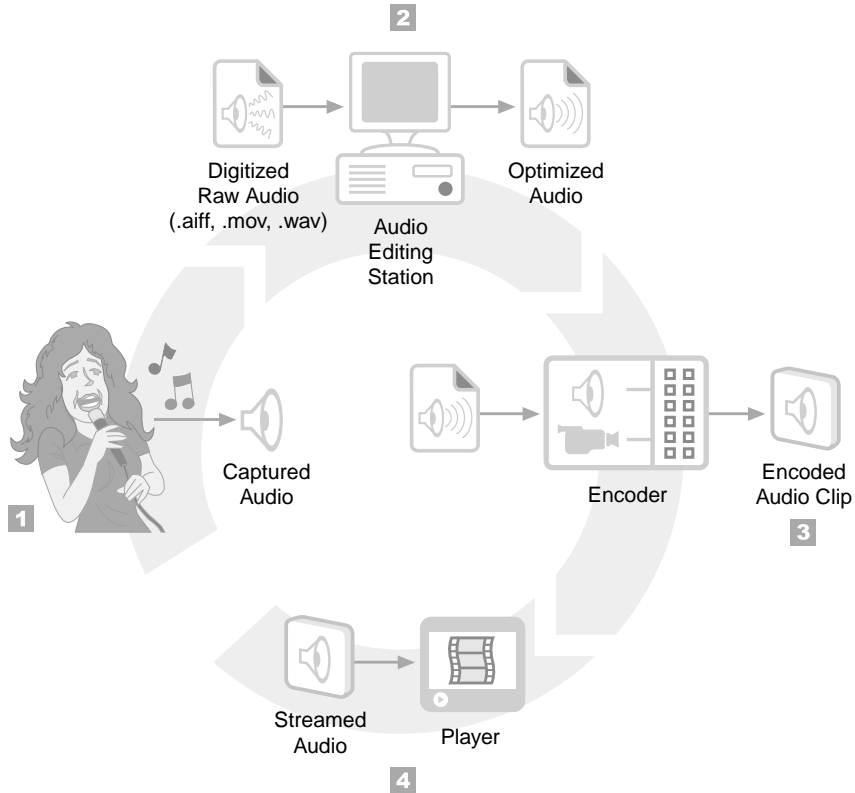 2
Digitized
Raw Audio
(.aiff, .mov, .wav)
Audio
Editing
Station
Optimized
Audio
1
Captured
Audio
Encoder
Encoded
Audio Clip
3
Streamed
Audio
Player
4